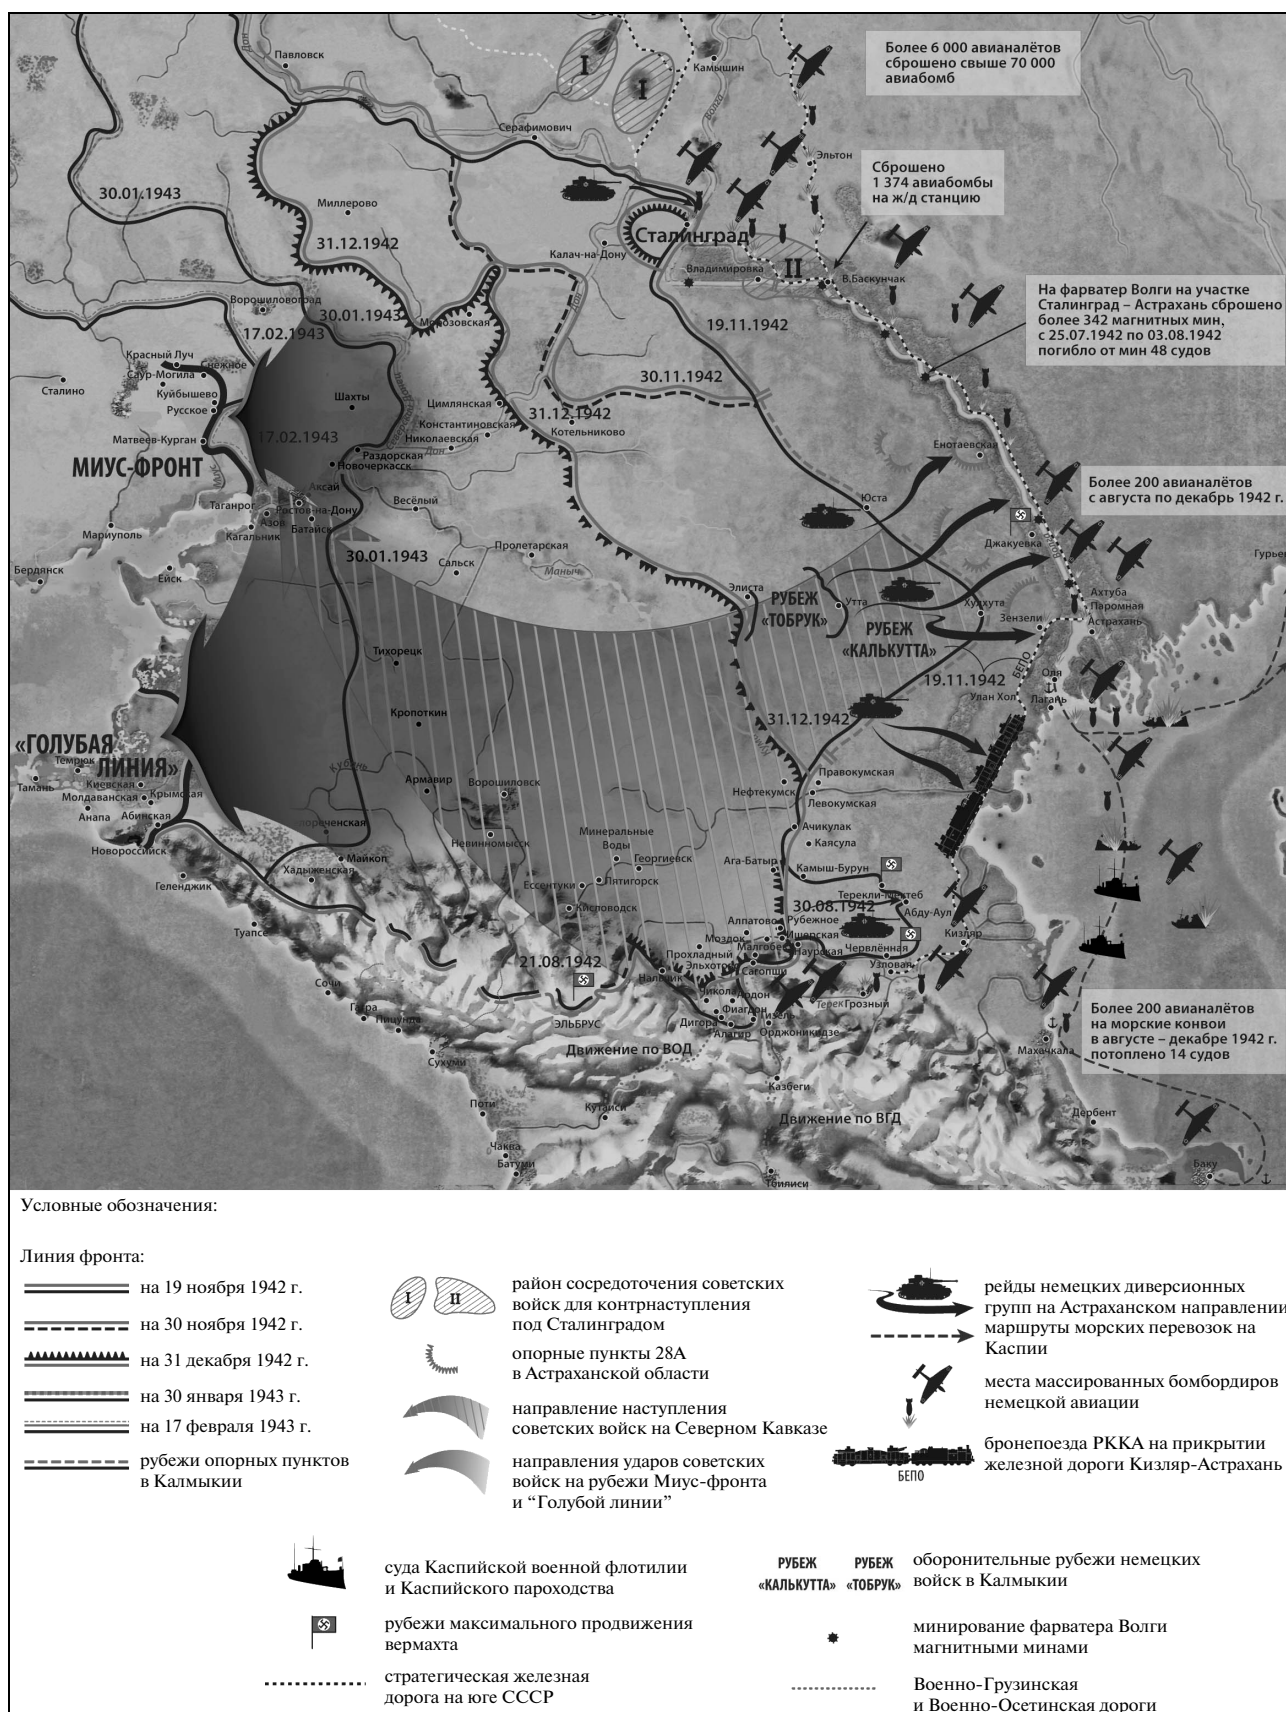 Дон
Павловск
Камышин
Волга
Серафимович
Эльтон
Более 6 000 авианалётов
сброшено свыше 70 000
авиабомб
I
I
Сброшено
1 374 авиабомбы
на ж/д станцию
30.01.1943
Миллерово
31.12.1942
Сталинград
Калач-на-Дону
Владимировка
II
В.Баскунчак
На фарватер Волги на участке
Сталинград – Астрахань сброшено
более 342 магнитных мин,
с 25.07.1942 по 03.08.1942
погибло от мин 48 судов
Ворошиловоград
30.01.1943
17.02.1943
Морозовская
Дон
19.11.1942
30.11.1942
Красный Луч
Снежное
Саур-Могила
Сталино
Куйбышево
Русское
Шахты
Цимлянская
31.12.1942
Константиновская
Котельниково
Николаевская
Матвеев-Курган
17.02.1943
Раздорская
Дон
Новочеркасск
Енотаевская
МИУС-ФРОНТ
Миус
Аксай
Таганрог
Ростов-на-Дону
Азов
Батайск
Кагальник
Весёлый
Юста
Более 200 авианалётов
с августа по декабрь 1942 г.
Мариуполь
30.01.1943
Пролетарская
Маныч
Сальск
Джакуевка
Волга
Бердянск
Ейск
Элиста
РУБЕЖ
«ТОБРУК»
Утта
РУБЕЖ
«КАЛЬКУТТА»
Хулхута
Зензели
Ахтуба
Паромная
Астрахань
Гурьев
Тихорецк
19.11.1942
БЕПО
Улан Хол
Оля
Лагань
Кропоткин
31.12.1942
«ГОЛУБАЯ
ЛИНИЯ»
Темрюк
Тамань
Киевская
Молдаванская
Крымская
Анапа
Абинская
Новороссийск
Кубань
Армавир
Ворошиловск
Правокумская
Нефтекумск
Левокумская
Ачикулак
Каясула
Невинномысск
Минеральные
Воды
Георгиевск
Майкоп
Хадыженская
Геленджик
Ага-Батыр
Камыш-Бурун
Ессентуки
Пятигорск
Кисповодск
Терекли-Мектеб
30.08.1942
Абду-Аул
Туапсе
Алпатово
Рубежное
Моздок
Ищерская
Малгобек
Наурская
Червлённая
Узловая
Кизляр
Прохладный
Эльхотово
Сагопщи
21.08.1942
Нальчик
Сочи
Гагра
Пицунда
ЭЛЬБРУС
Чикола
Фиагдон
Дигора
Алагир
Орджоникидзе
Терек
Грозный
Сухуми
Движение по ВОД
Более 200 авианалётов
на морские конвои
в августе – декабре 1942 г.
потоплено 14 судов
Махачкала
Казбеги
Поти
Кутаиси
Движение по ВГД
Дербент
Чаква
Батуми
Баку
Условные обозначения:
Линия фронта:
на 19 ноября 1942 г.
на 30 ноября 1942 г.
на 31 декабря 1942 г.
на 30 января 1943 г.
на 17 февраля 1943 г.
рубежи опорных пунктов
в Калмыкии
I
II
район сосредоточения советских
войск для контрнаступления
под Сталинградом
опорные пункты 28А
в Астраханской области
направление наступления
советских войск на Северном Кавказе
направления ударов советских
войск на рубежи Миус-фронта
и “Голубой линии”
рейды немецких диверсионных
групп на Астраханском направлении
маршруты морских перевозок на
Каспии
места массированных бомбордиров
немецкой авиации
БЕПО
бронепоезда РККА на прикрытии
железной дороги Кизляр-Астрахань
суда Каспийской военной флотилии
и Каспийского пароходства
рубежи максимального продвижения
вермахта
стратегическая железная
дорога на юге СССР
РУБЕЖ
«КАЛЬКУТТА»
РУБЕЖ
«ТОБРУК»
оборонительные рубежи немецких
войск в Калмыкии
минирование фарватера Волги
магнитными минами
Военно-Грузинская
и Военно-Осетинская дороги